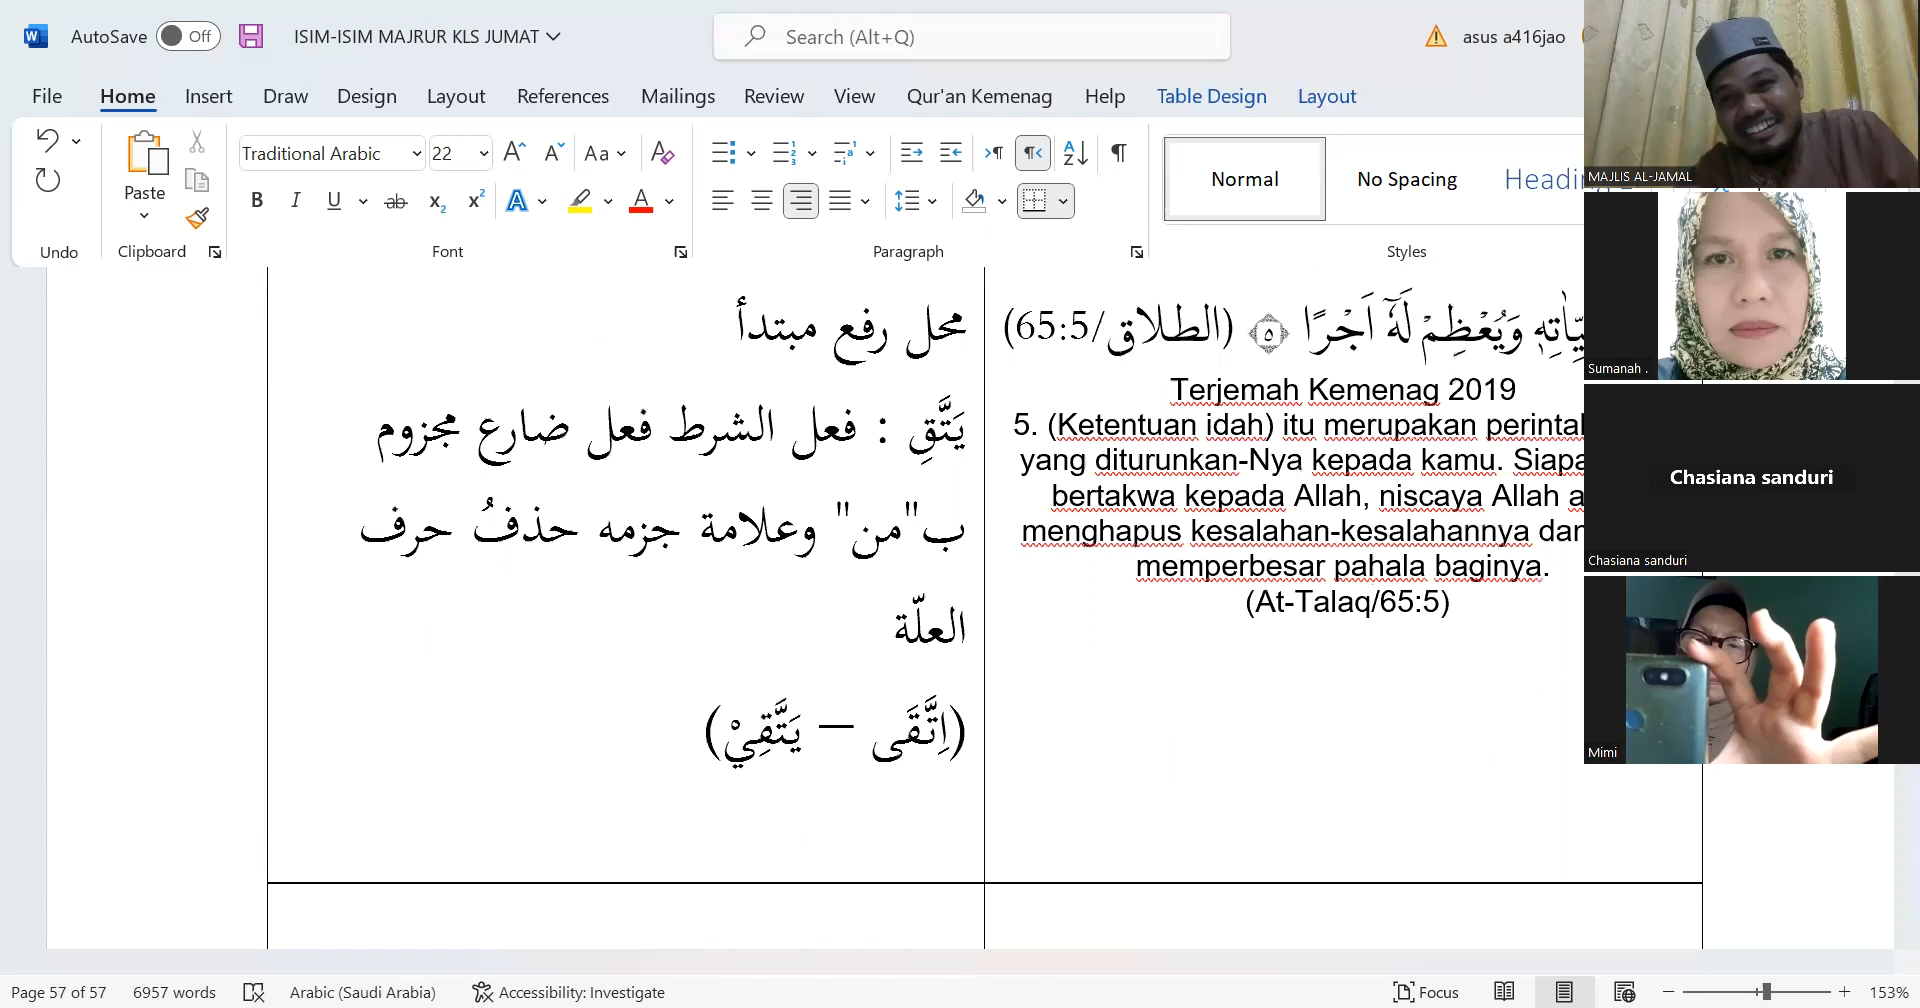 AutoSave Off ISIM-ISIM MAJRUR KLS JUMAT Search (Alt+Q) asus a416jao
File Home Insert Draw Design Layout References Mailings Review View Qur'an Kemenag Help Table Design Layout
Traditional Arabic 22 Aa
Paste
B I U ab
Normal No Spacing Heading
Undo Clipboard Font Paragraph Styles
محل رفع مبتدأ
يَتَّقِ : فعل الشرط فعل ضارع مجزوم
ب"من" وعلامة جزمه حذفُ حرف
العلّة
(اِتَّقَى – يَتَّقِيْ)
وَيُعْظِمْ لَهٗٓ اَجْرًا ٥ (الطلاق/65:5)
Terjemah Kemenag 2019
5. (Ketentuan idah) itu merupakan perintah
yang diturunkan-Nya kepada kamu. Siapa
bertakwa kepada Allah, niscaya Allah a
menghapus kesalahan-kesalahannya dan
memperbesar pahala baginya.
(At-Talaq/65:5)
MAJLIS AL-JAMAL
Sumanah .
Chasiana sanduri
Chasiana sanduri
Mimi
Page 57 of 57 6957 words Arabic (Saudi Arabia) Accessibility: Investigate Focus 153%